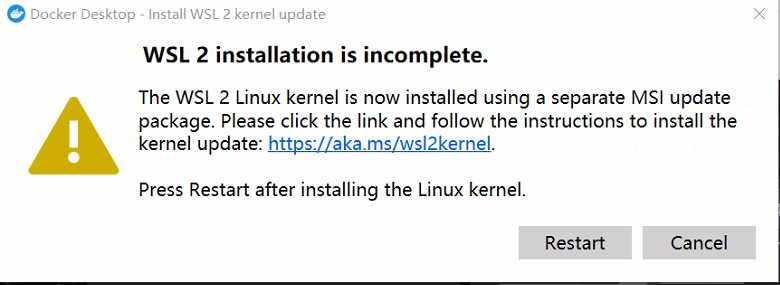 Docker Desktop - Install WSL 2 kernel update
WSL 2 installation is incomplete.
The WSL 2 Linux kernel is now installed using a separate MSI update
package. Please click the link and follow the instructions to install the
kernel update: https://aka.ms/wsl2kernel.
Press Restart after installing the Linux kernel.
Restart
Cancel